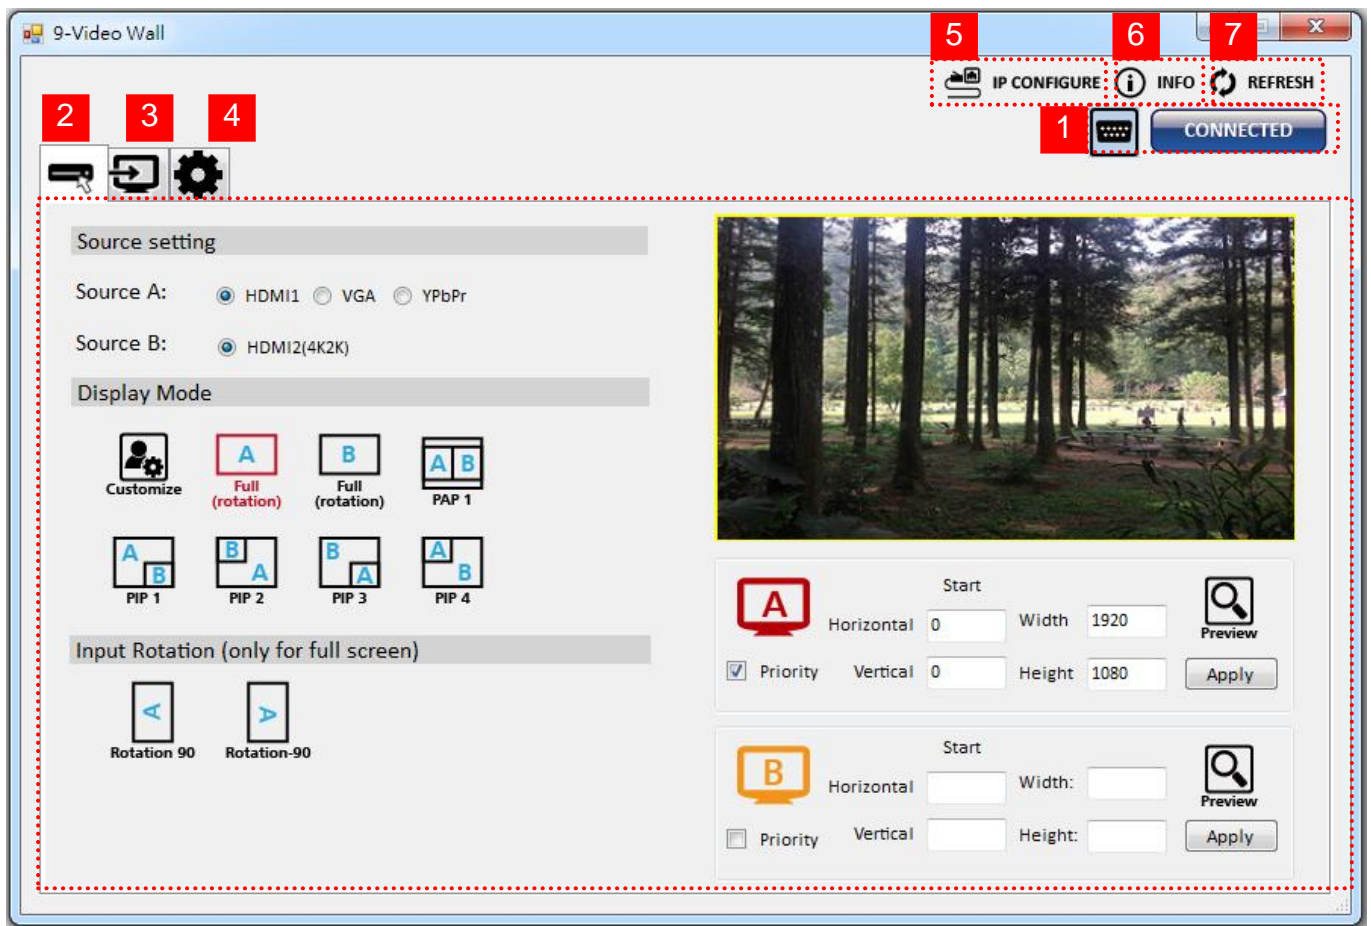 9-Video Wall
5 6 7
IP CONFIGURE INFO REFRESH
2 3 4
1 CONNECTED
Source setting
Source A: HDMI1 VGA YPbPr
Source B: HDMI2(4K2K)
Display Mode
A B A B
Customize Full (rotation) Full (rotation) PAP 1
A B B A B A A B
PIP 1 PIP 2 PIP 3 PIP 4
Input Rotation (only for full screen)
A A
Rotation 90 Rotation-90
Start
A Horizontal 0 Width 1920 Preview
Priority Vertical 0 Height 1080 Apply
Start
B Horizontal Width: Preview
Priority Vertical Height: Apply